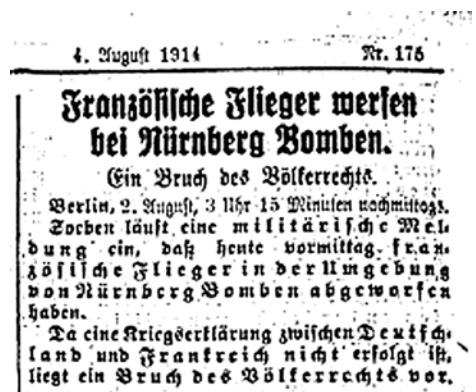 4. August 1914 Nr. 175
Französische Flieger werfen
bei Nürnberg Bomben.
Ein Bruch des Völkerrechts.
Berlin, 2. August, 3 Uhr 15 Minuten nachmittags.
Soeben läuft eine militärische Mel-
dung ein, daß heute vormittag fran-
zösische Flieger in der Umgebung
von Nürnberg Bomben abgeworfen
haben.
Da eine Kriegserklärung zwischen Deutsch-
land und Frankreich nicht erfolgt ist,
liegt ein Bruch des Völkerrechts vor.